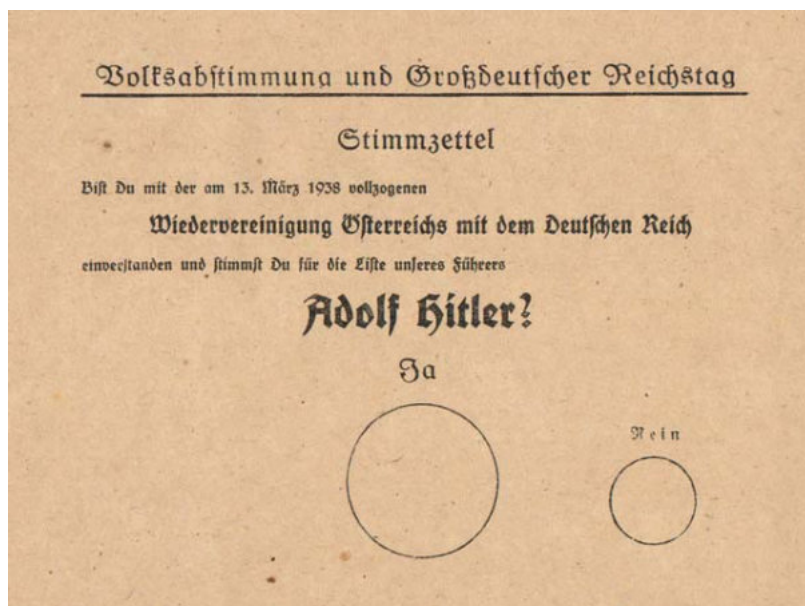 Volksabstimmung und Großdeutscher Reichstag
Stimmzettel
Bist Du mit der am 13. März 1938 vollzogenen
Wiedervereinigung Österreichs mit dem Deutschen Reich
einverstanden und stimmst Du für die Liste unseres Führers
Adolf Hitler?
Ja
Nein